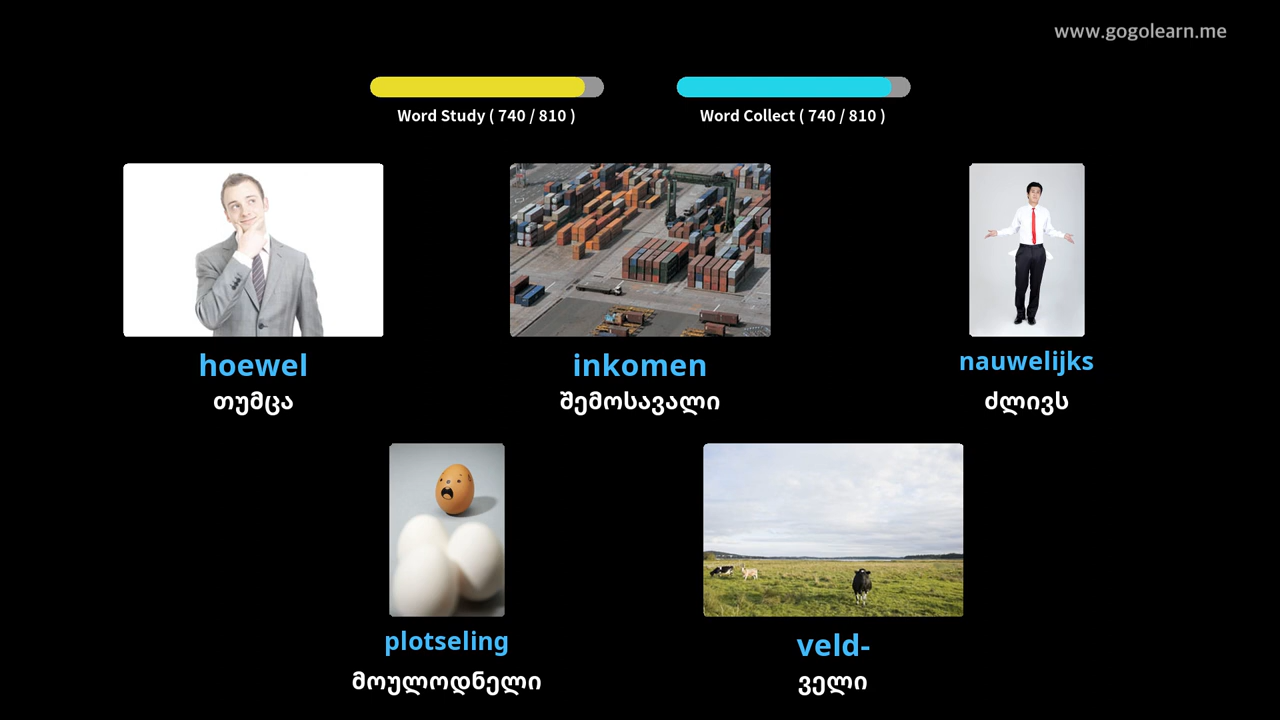 www.gogolearn.me
Word Study ( 740 / 810 )
Word Collect ( 740 / 810 )
hoewel
თუმცა
inkomen
შემოსავალი
nauwelijks
ძლივს
plotseling
მოულოდნელი
veld-
ველი